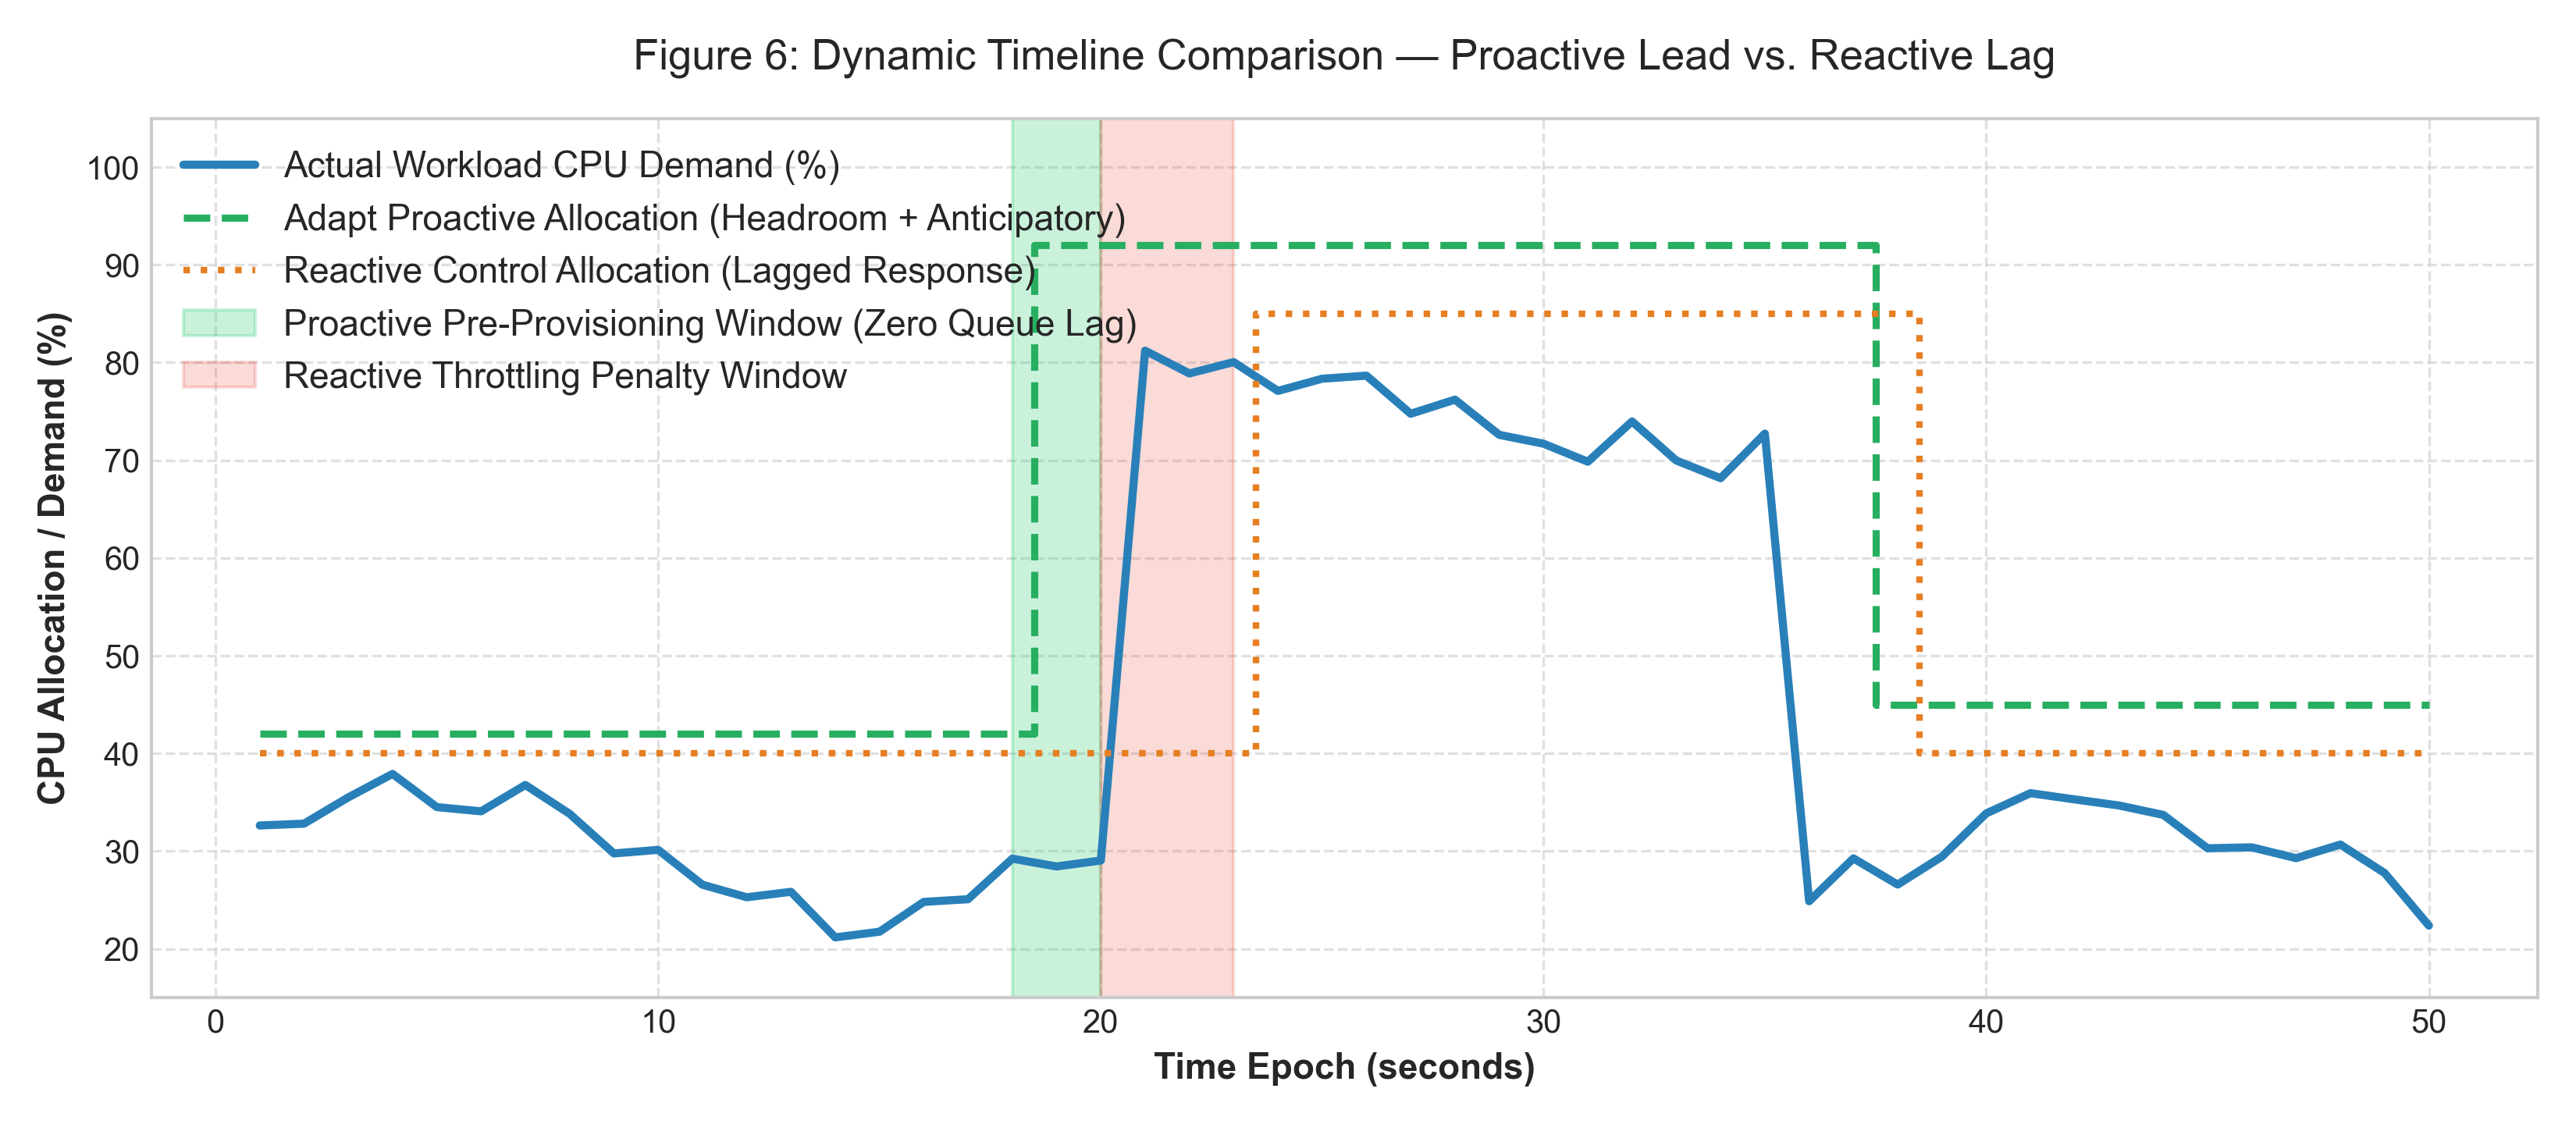 Figure 6: Dynamic Timeline Comparison — Proactive Lead vs. Reactive Lag
Actual Workload CPU Demand (%)
Adapt Proactive Allocation (Headroom + Anticipatory)
Reactive Control Allocation (Lagged Response)
Proactive Pre-Provisioning Window (Zero Queue Lag)
Reactive Throttling Penalty Window
CPU Allocation / Demand (%)
100
90
80
70
60
50
40
30
20
0 10 20 30 40 50
Time Epoch (seconds)